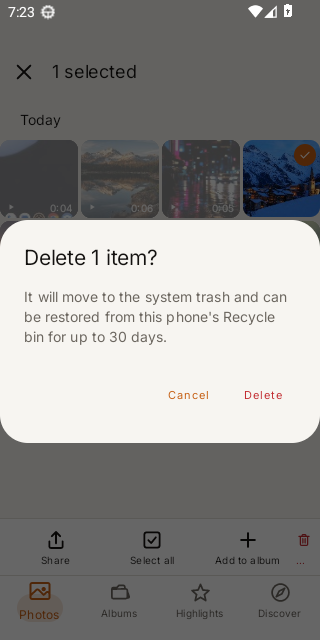 7:23
1 selected
Today
0:04
0:06
0:05
Delete 1 item?
It will move to the system trash and can
be restored from this phone's Recycle
bin for up to 30 days.
Cancel
Delete
Share
Select all
Add to album
...
Photos
Albums
Highlights
Discover